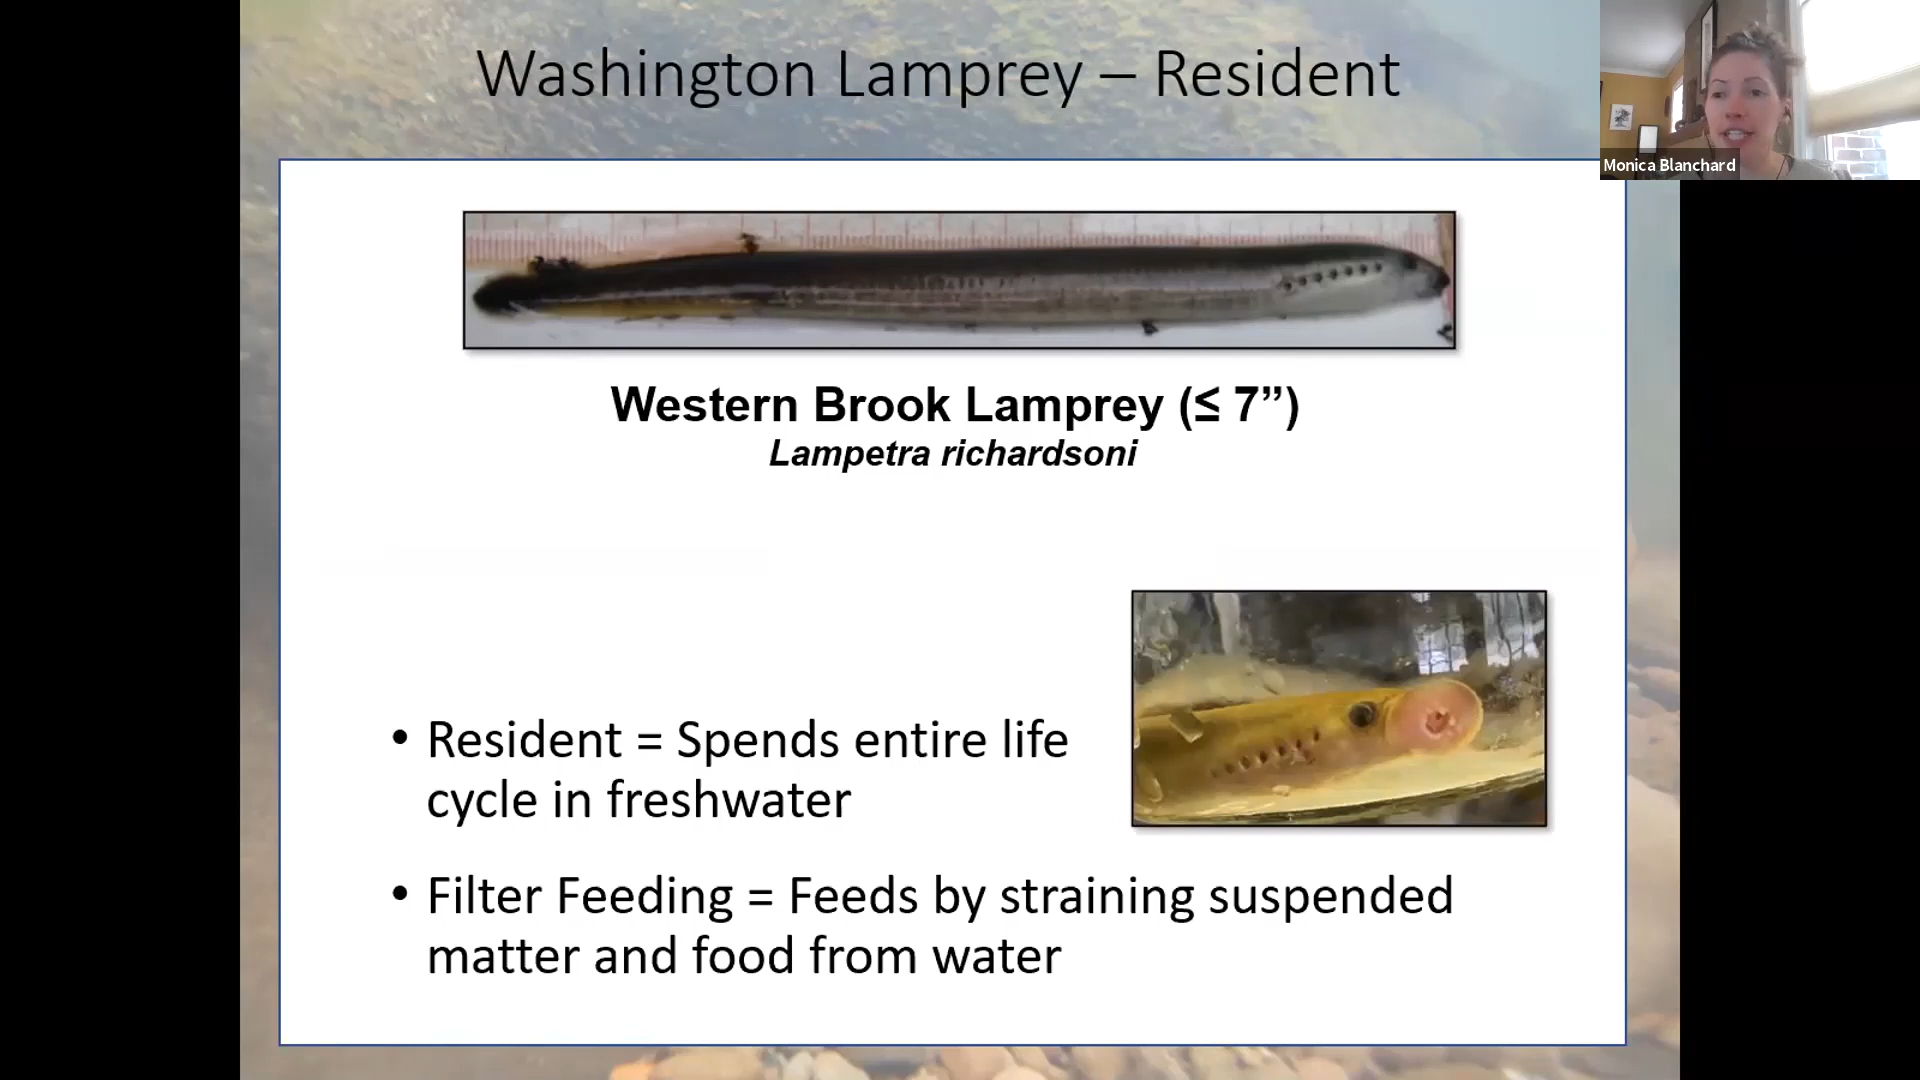 Washington Lamprey – Resident
Monica Blanchard
Western Brook Lamprey (≤ 7”)
Lampetra richardsoni
• Resident = Spends entire life
cycle in freshwater
• Filter Feeding = Feeds by straining suspended
matter and food from water